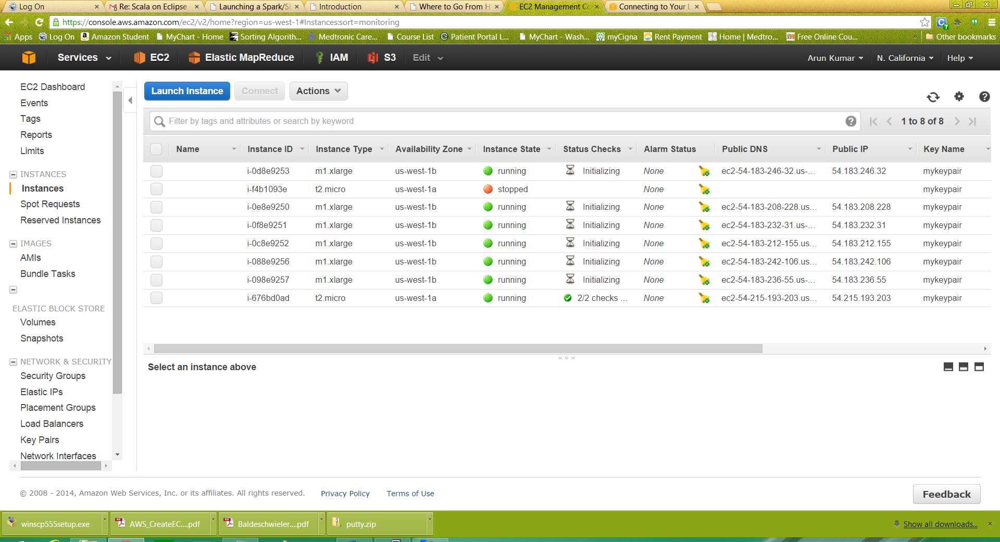 Log On
Re: Scala on Eclipse
Launching a Spark/Sl
Introduction
Where to Go From H
EC2 Management Co
Connecting to Your L
https://console.aws.amazon.com/ec2/v2/home?region=us-west-1#Instances:sort=monitoring
Apps
Log On
Amazon Student
MyChart - Home
Sorting Algorith...
Medtronic Care...
Course List
Patient Portal L...
MyChart - Wash...
myCigna
Rent Payment
Home | Medtro...
Free Online Cou...
»
Other bookmarks
Services
EC2
Elastic MapReduce
IAM
S3
Edit
Arun Kumar
N. California
Help
EC2 Dashboard
Events
Tags
Reports
Limits
INSTANCES
Instances
Spot Requests
Reserved Instances
IMAGES
AMIs
Bundle Tasks
ELASTIC BLOCK STORE
Volumes
Snapshots
NETWORK & SECURITY
Security Groups
Elastic IPs
Placement Groups
Load Balancers
Key Pairs
Network Interfaces
Launch Instance
Connect
Actions
Filter by tags and attributes or search by keyword
1 to 8 of 8
Name Instance ID Instance Type Availability Zone Instance State Status Checks Alarm Status Public DNS Public IP Key Name
i-0d8e9253 m1.xlarge us-west-1b running Initializing None ec2-54-183-246-32.us-... 54.183.246.32 mykeypair
i-f4b1093e t2.micro us-west-1a stopped None mykeypair
i-0e8e9250 m1.xlarge us-west-1b running Initializing None ec2-54-183-208-228.us... 54.183.208.228 mykeypair
i-0f8e9251 m1.xlarge us-west-1b running Initializing None ec2-54-183-232-31.us-... 54.183.232.31 mykeypair
i-0c8e9252 m1.xlarge us-west-1b running Initializing None ec2-54-183-212-155.us... 54.183.212.155 mykeypair
i-088e9256 m1.xlarge us-west-1b running Initializing None ec2-54-183-242-106.us... 54.183.242.106 mykeypair
i-098e9257 m1.xlarge us-west-1b running Initializing None ec2-54-183-236-55.us-... 54.183.236.55 mykeypair
i-676bd0ad t2.micro us-west-1a running 2/2 checks ... None ec2-54-215-193-203.us... 54.215.193.203 mykeypair
Select an instance above
© 2008 - 2014, Amazon Web Services, Inc. or its affiliates. All rights reserved.
Privacy Policy
Terms of Use
Feedback
winscp555setup.exe
AWS_CreateEC....pdf
Baldeschwieler....pdf
putty.zip
Show all downloads...